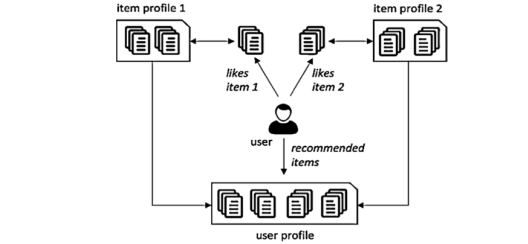 item profile 1
item profile 2
likes
item 1
likes
item 2
user
recommended
items
user profile